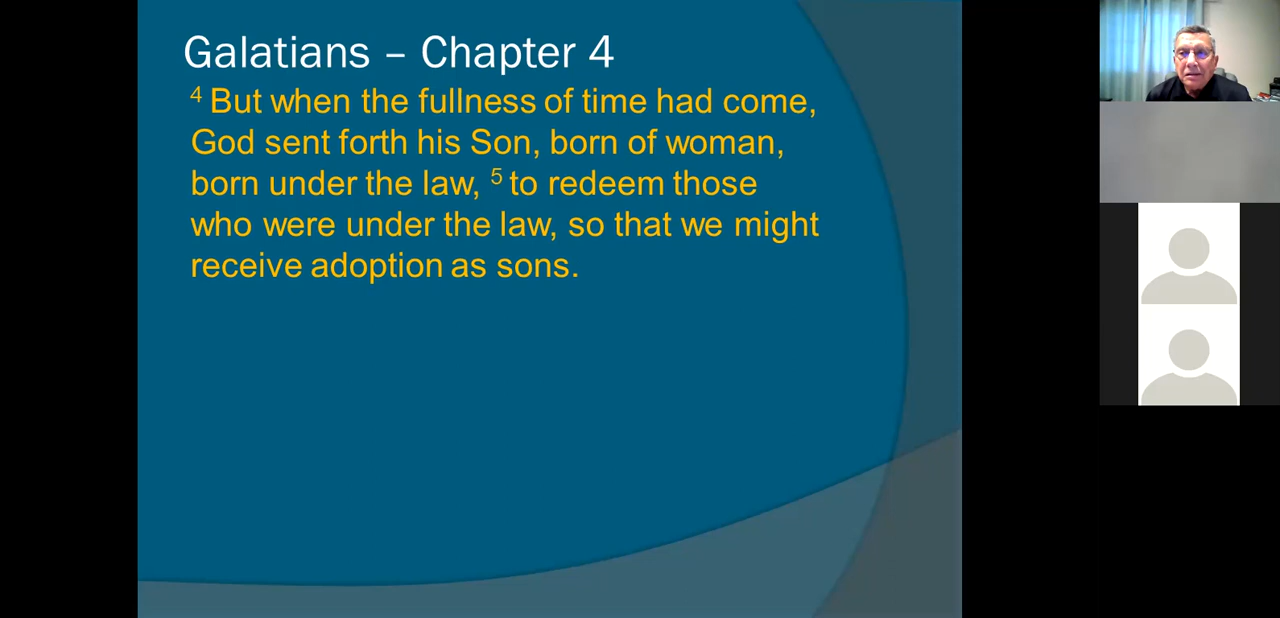 Galatians – Chapter 4
4 But when the fullness of time had come,
God sent forth his Son, born of woman,
born under the law, 5 to redeem those
who were under the law, so that we might
receive adoption as sons.